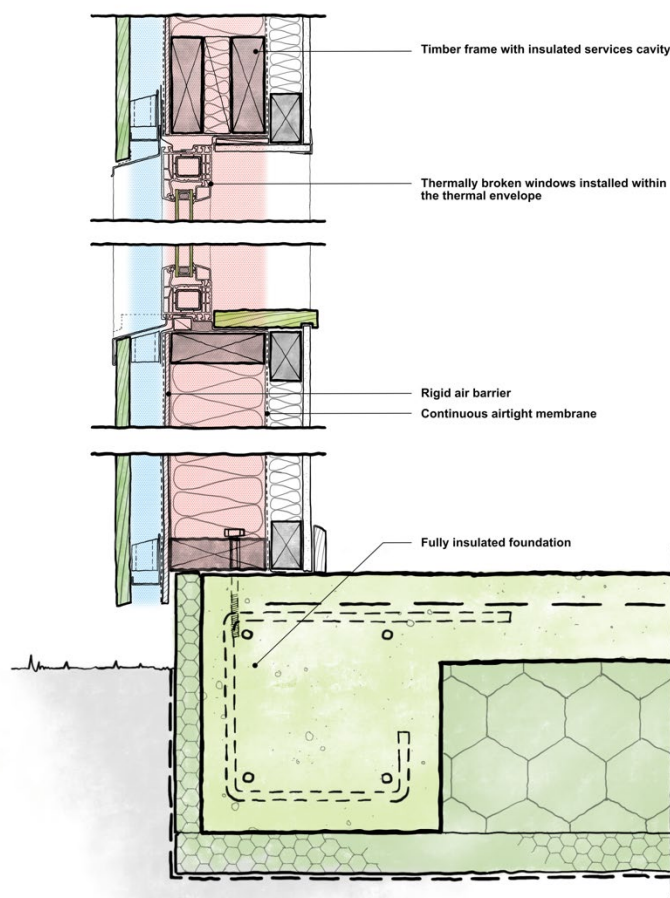 Timber frame with insulated services cavity
Thermally broken windows installed within
the thermal envelope
Rigid air barrier
Continuous airtight membrane
Fully insulated foundation